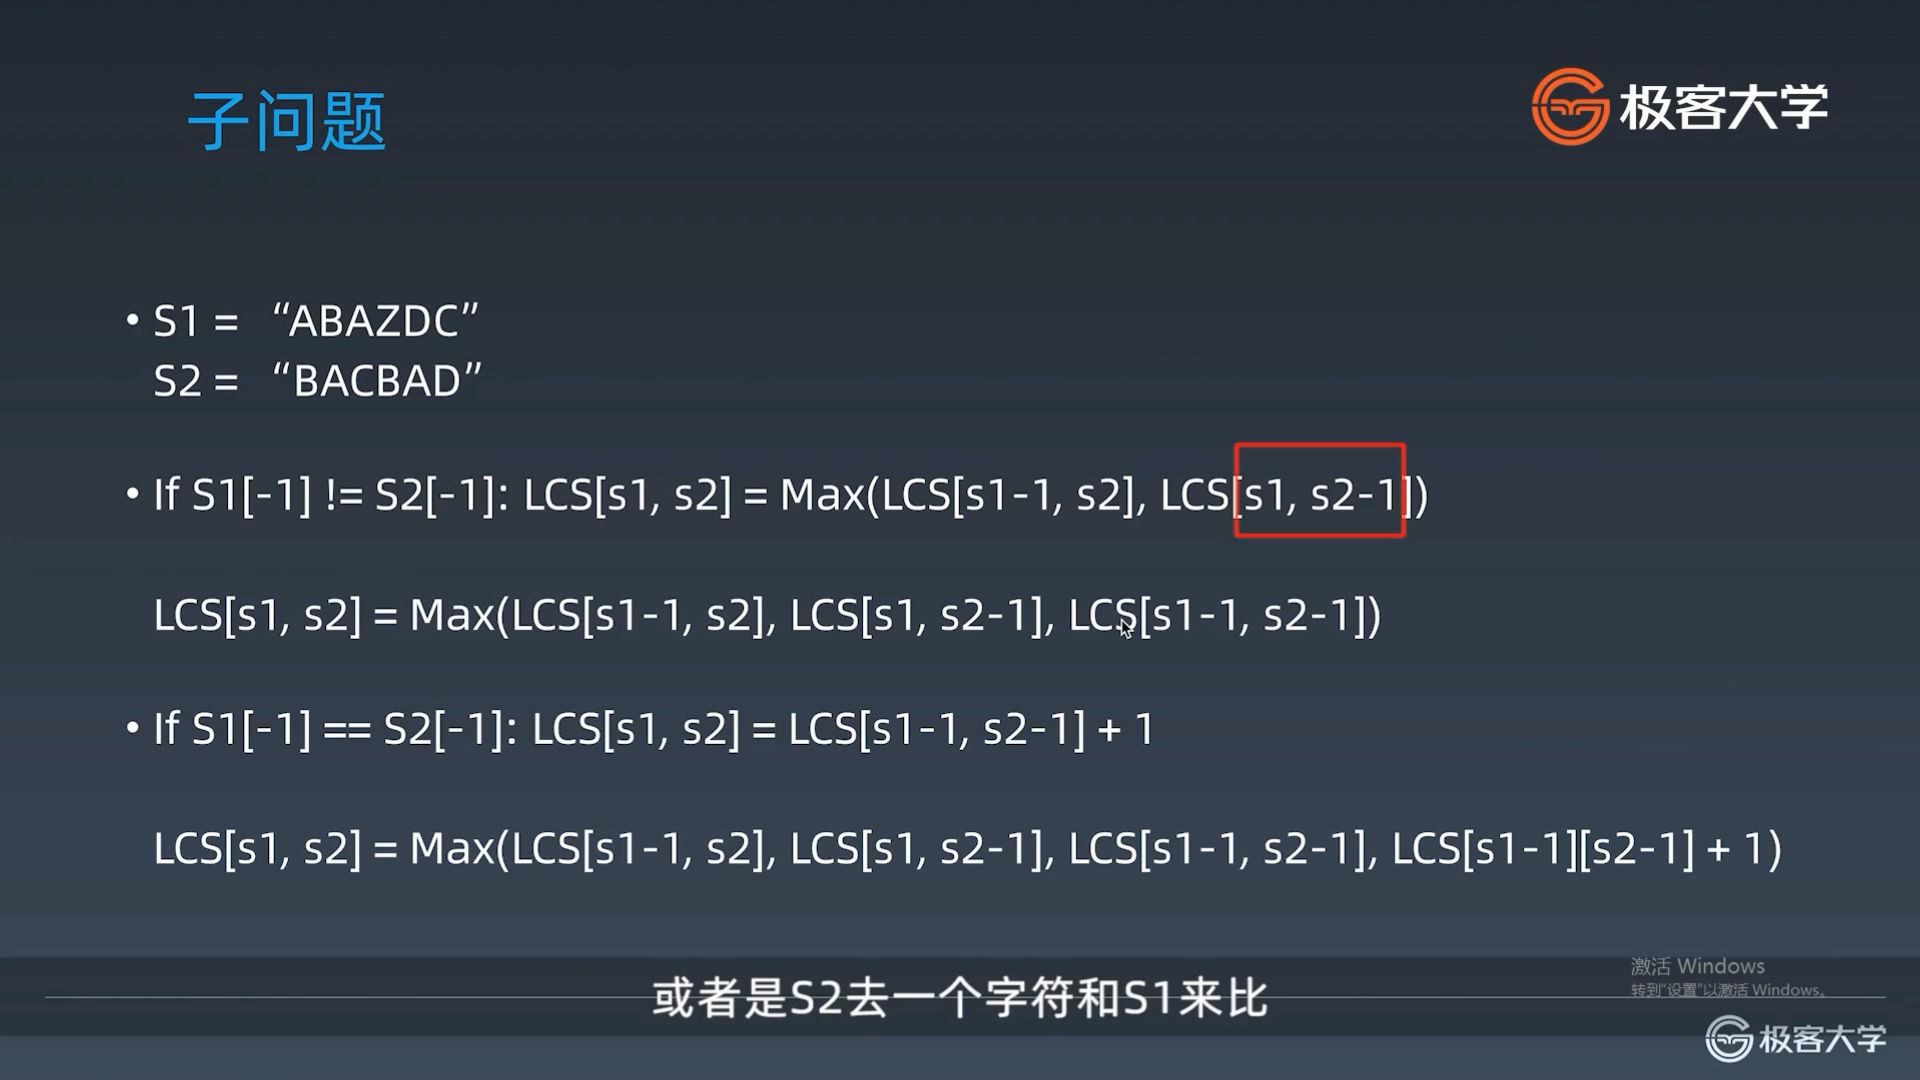 子问题
极客大学
• S1 = “ABAZDC”
S2 = “BACBAD”
• If S1[-1] != S2[-1]: LCS[s1, s2] = Max(LCS[s1-1, s2], LCS[s1, s2-1])
LCS[s1, s2] = Max(LCS[s1-1, s2], LCS[s1, s2-1], LCS[s1-1, s2-1])
• If S1[-1] == S2[-1]: LCS[s1, s2] = LCS[s1-1, s2-1] + 1
LCS[s1, s2] = Max(LCS[s1-1, s2], LCS[s1, s2-1], LCS[s1-1, s2-1], LCS[s1-1][s2-1] + 1)
激活 Windows
转到“设置”以激活 Windows。
或者是S2去一个字符和S1来比
极客大学